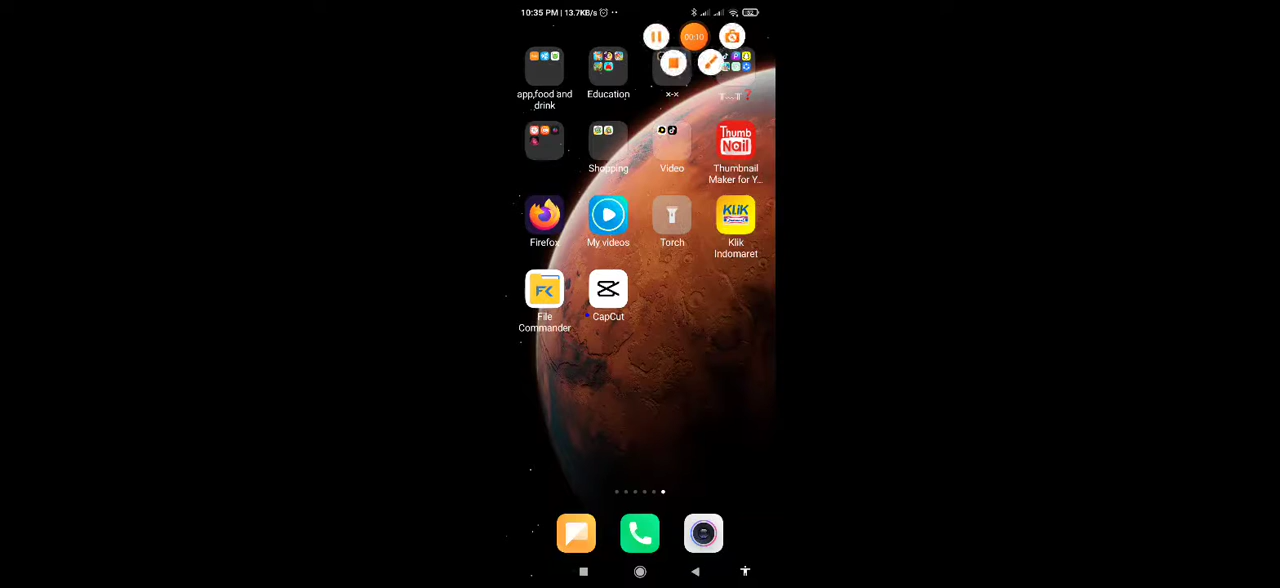 10:35 PM | 13.7KB/s
52
00:10
app,food and
drink
Education
x-x
T...T❓
Shopping
Video
Thumb
Nail
Thumbnail
Maker for Y...
Firefox
My videos
Torch
KLIK
Indomaret
Klik
Indomaret
FK
File
Commander
CapCut